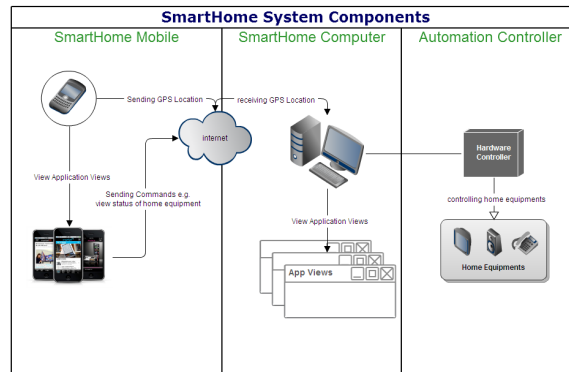 SmartHome System Components
SmartHome Mobile
SmartHome Computer
Automation Controller
Sending GPS Location
receiving GPS Location
internet
Hardware
Controller
View Application Views
Sending Commands e.g.
view status of home equipment
controlling home equipments
View Application Views
App Views
Home Equipments